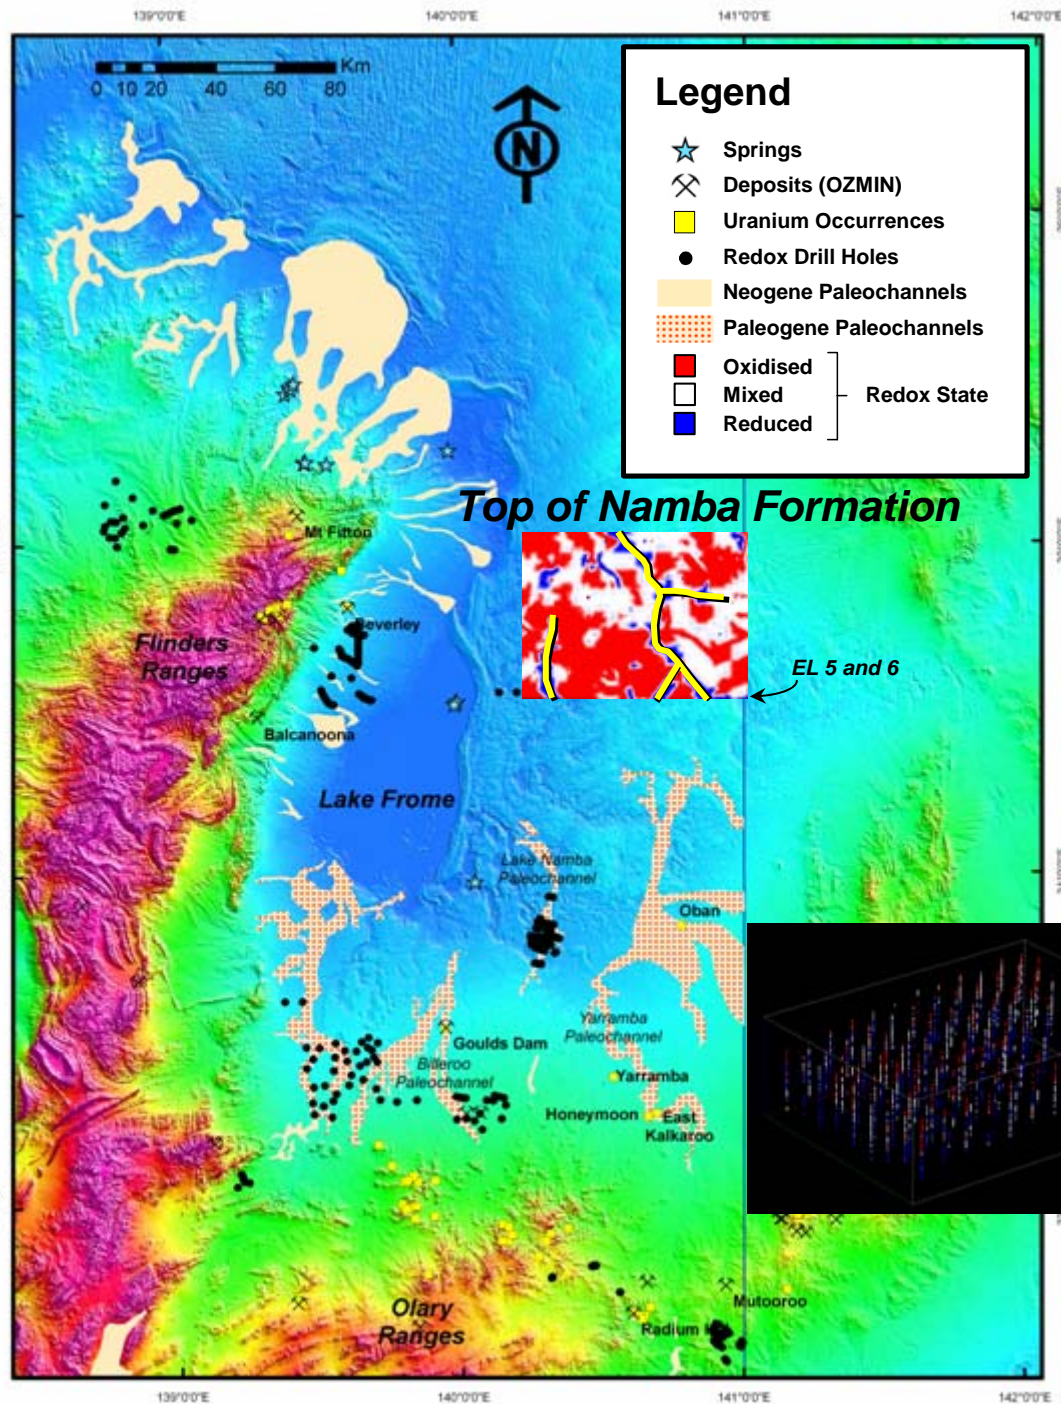 139°0'0"E
140°0'0"E
141°0'0"E
142°0'0"E
Km
0 10 20 40 60 80
N
Legend
Springs
Deposits (OZMIN)
Uranium Occurrences
Redox Drill Holes
Neogene Paleochannels
Paleogene Paleochannels
Oxidised
Mixed
Reduced
Redox State
Top of Namba Formation
EL 5 and 6
Mt Fitton
Beverley
Flinders
Ranges
Balcanoona
Lake Frome
Lake Namba
Paleochannel
Oban
Yarramba
Paleochannel
Goulds Dam
Billeroo
Paleochannel
Yarramba
Honeymoon
East
Kalkaroo
Olary
Ranges
Mutooroo
Radium
139°0'0"E
140°0'0"E
141°0'0"E
142°0'0"E